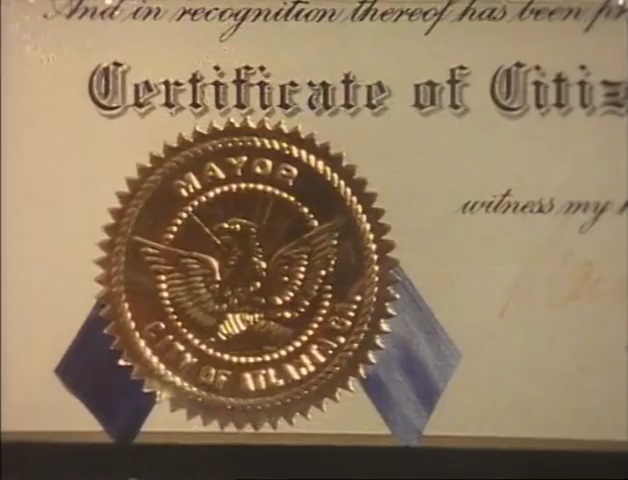 And in recognition thereof has been pr
Certificate of Citiz
MAYOR
witness my h
CITY OF ATLANTA, GA.